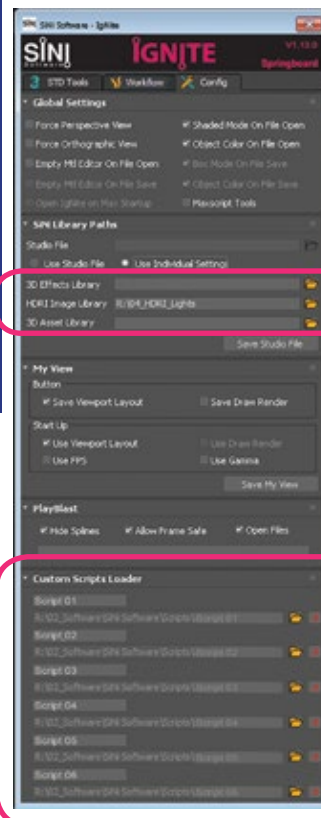 SiNi Software - Ignite
SiNi
Software
IGNITE
V1.13.0
Springboard
STD Tools Workflow Config
Global Settings
Force Perspective View Shaded Mode On File Open
Force Orthographic View Object Color On File Open
Empty Mtl Editor On File Open Box Mode On File Save
Empty Mtl Editor On File Save Object Color On File Save
Open Ignite on Max Startup Maxscript Tools
SiNi Library Paths
Studio File
Use Studio File Use Individual Settings
3D Effects Library
HDRI Image Library R:\04_HDRI_Lights
3D Asset Library
Save Studio File
My View
Button
Save Viewport Layout Save Draw Render
Start Up
Use Viewport Layout Use Draw Render
Use FPS Use Gamma
Save My View
PlayBlast
Hide Splines Allow Frame Safe Open Files
Custom Scripts Loader
Script 01
Script 02
Script 03
Script 04
Script 05
Script 06